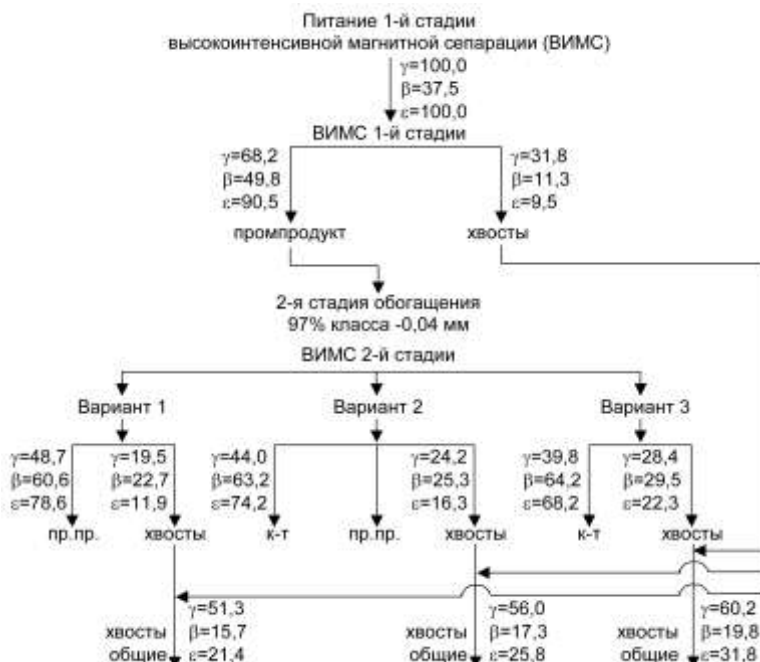 Питание 1-й стадии
высокоинтенсивной магнитной сепарации (ВИМС)
γ=100,0
β=37,5
ε=100,0
ВИМС 1-й стадии
γ=68,2
β=49,8
ε=90,5
γ=31,8
β=11,3
ε=9,5
промпродукт
хвосты
2-я стадия обогащения
97% класса -0,04 мм
ВИМС 2-й стадии
Вариант 1
Вариант 2
Вариант 3
γ=48,7
β=60,6
ε=78,6
γ=19,5
β=22,7
ε=11,9
γ=44,0
β=63,2
ε=74,2
γ=24,2
β=25,3
ε=16,3
γ=39,8
β=64,2
ε=68,2
γ=28,4
β=29,5
ε=22,3
пр.пр.
хвосты
к-т
пр.пр.
хвосты
к-т
хвосты
хвосты
общие
γ=51,3
β=15,7
ε=21,4
хвосты
общие
γ=56,0
β=17,3
ε=25,8
хвосты
общие
γ=60,2
β=19,8
ε=31,8